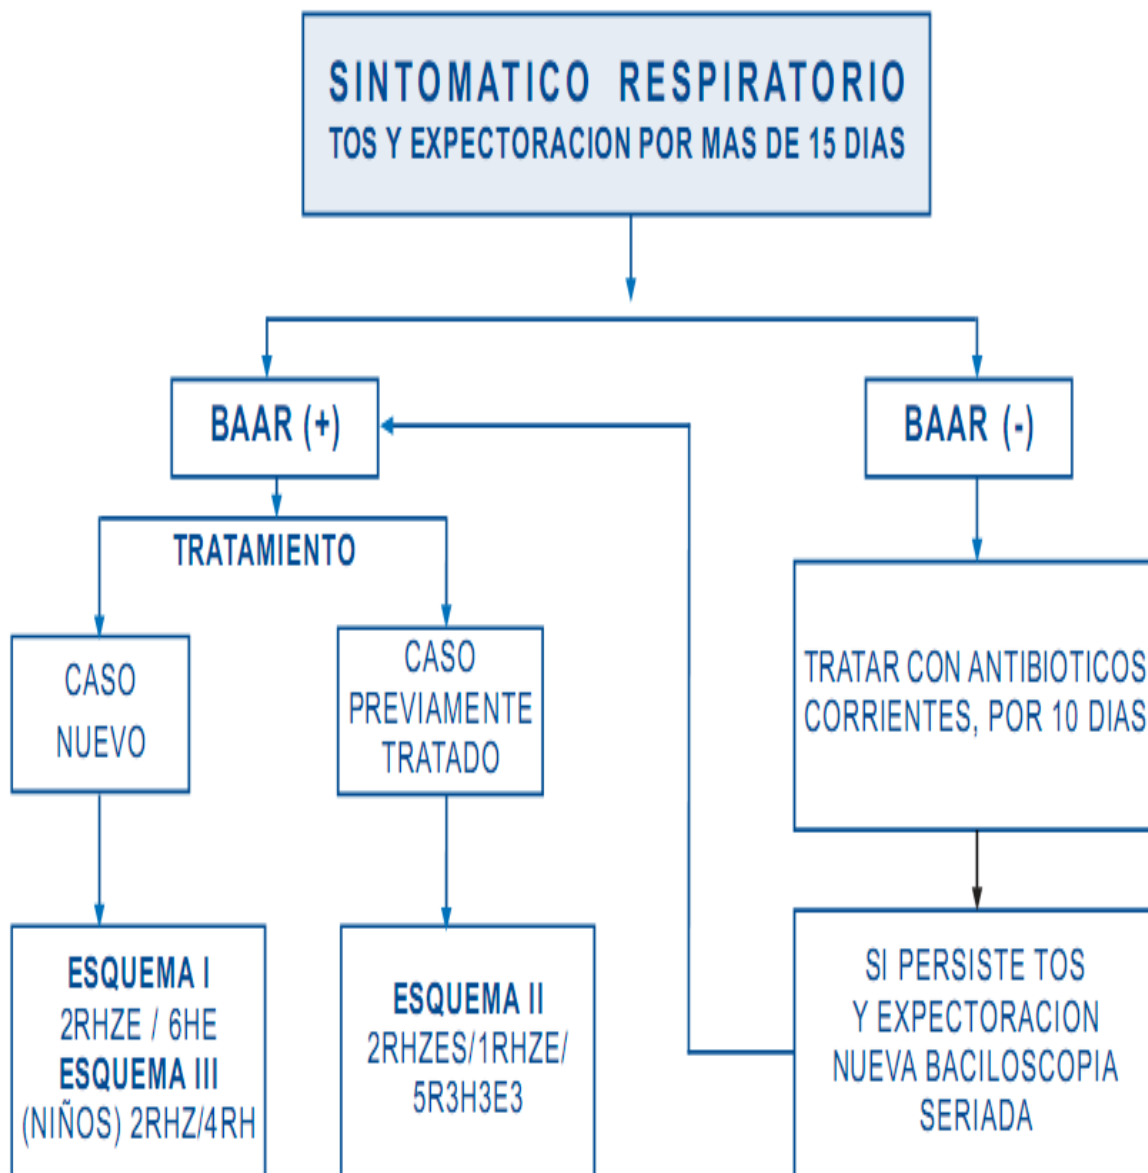 SINTOMATICO RESPIRATORIO
TOS Y EXPECTORACION POR MAS DE 15 DIAS
BAAR (+)
BAAR (-)
TRATAMIENTO
CASO
NUEVO
CASO
PREVIAMENTE
TRATADO
TRATAR CON ANTIBIOTICOS
CORRIENTES, POR 10 DIAS
ESQUEMA I
2RHZE / 6HE
ESQUEMA III
(NIÑOS) 2RHZ/4RH
ESQUEMA II
2RHZES/1RHZE/
5R3H3E3
SI PERSISTE TOS
Y EXPECTORACION
NUEVA BACILOSCOPIA
SERIADA